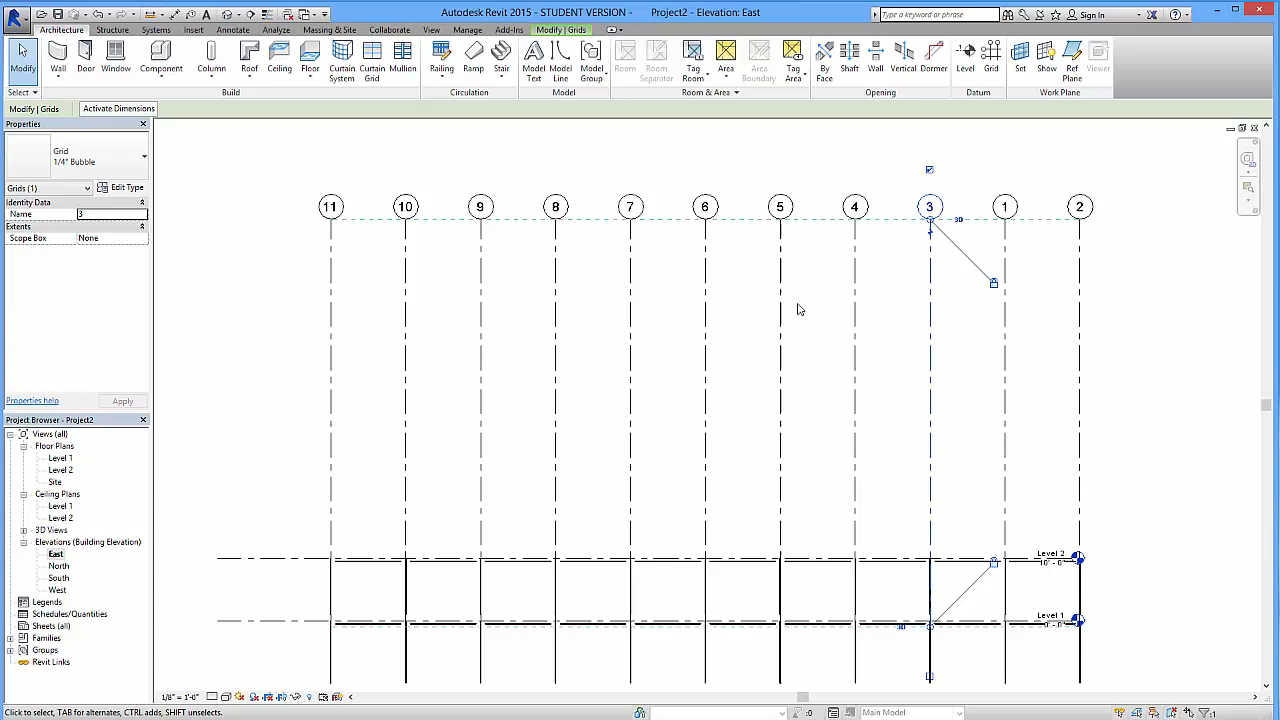 Autodesk Revit 2015 - STUDENT VERSION -    Project2 - Elevation: East
Type a keyword or phrase
Sign In
Architecture Structure Systems Insert Annotate Analyze Massing & Site Collaborate View Manage Add-Ins Modify | Grids
Modify Wall Door Window Component Column Roof Ceiling Floor Curtain System Curtain Grid Mullion Railing Ramp Stair Model Text Model Line Model Group Room Room Separator Tag Room Area Area Boundary Tag Area By Face Shaft Wall Vertical Dormer Level Grid Set Show Ref Plane Viewer
Select Build Circulation Model Room & Area Opening Datum Work Plane
Modify | Grids Activate Dimensions
Properties
Grid
1/4" Bubble
Grids (1) Edit Type
Identity Data
Name 3
Extents
Scope Box None
Properties help Apply
Project Browser - Project2
Views (all)
Floor Plans
Level 1
Level 2
Site
Ceiling Plans
Level 1
Level 2
3D Views
Elevations (Building Elevation)
East
North
South
West
Legends
Schedules/Quantities
Sheets (all)
Families
Groups
Revit Links
11 10 9 8 7 6 5 4 3 1 2
3D
Level 2
10' - 0"
Level 1
0' - 0"
1/8" = 1'-0"
Click to select, TAB for alternates, CTRL adds, SHIFT unselects.
:0
Main Model
:1